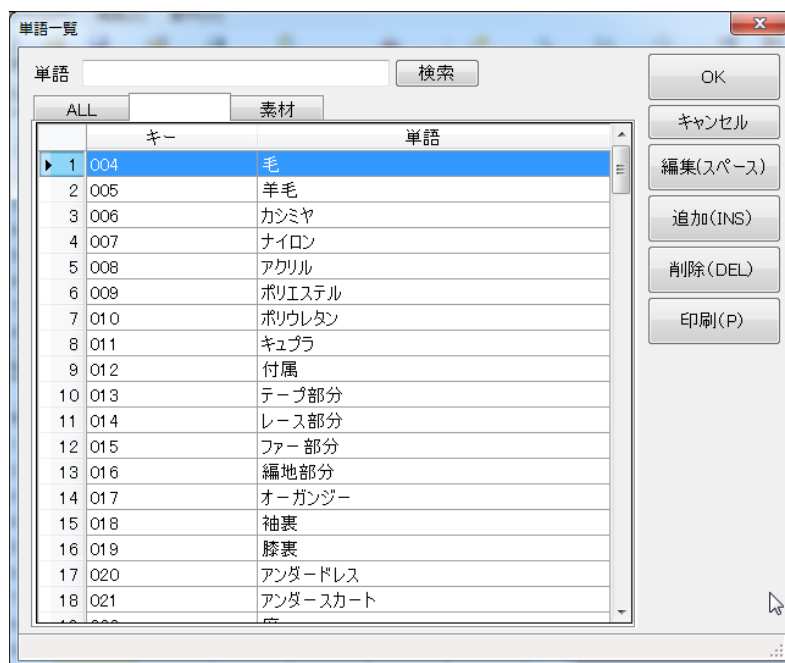 単語一覧
単語 検索
ALL 素材
キー 単語
1 004 毛
2 005 羊毛
3 006 カシミヤ
4 007 ナイロン
5 008 アクリル
6 009 ポリエステル
7 010 ポリウレタン
8 011 キュプラ
9 012 付属
10 013 テープ部分
11 014 レース部分
12 015 ファー部分
13 016 編地部分
14 017 オーガンジー
15 018 袖裏
16 019 膝裏
17 020 アンダードレス
18 021 アンダースカート
OK
キャンセル
編集(スペース)
追加(INS)
削除(DEL)
印刷(P)